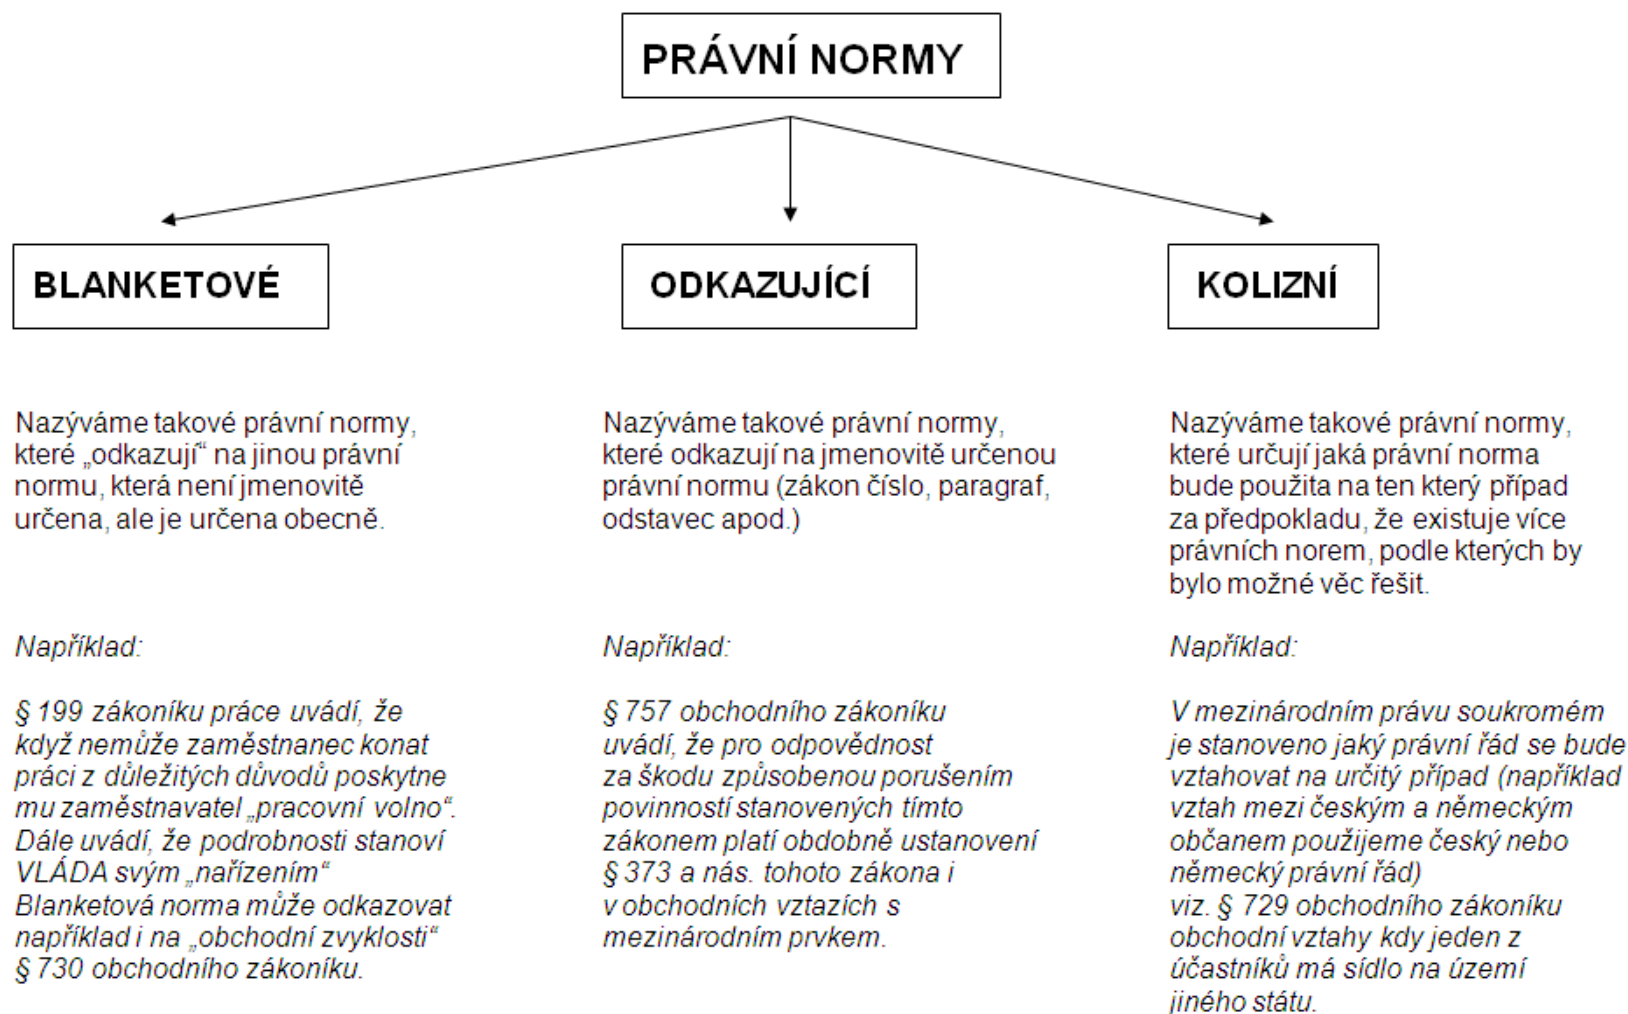 PRÁVNÍ NORMY
BLANKETOVÉ
Nazýváme takové právní normy,
které „odkazují“ na jinou právní
normu, která není jmenovitě
určena, ale je určena obecně.
Například:
§ 199 zákoníku práce uvádí, že
když nemůže zaměstnanec konat
práci z důležitých důvodů poskytne
mu zaměstnavatel „pracovní volno“.
Dále uvádí, že podrobnosti stanoví
VLÁDA svým „nařízením“
Blanketová norma může odkazovat
například i na „obchodní zvyklosti“
§ 730 obchodního zákoníku.
ODKAZUJÍCÍ
Nazýváme takové právní normy,
které odkazují na jmenovitě určenou
právní normu (zákon číslo, paragraf,
odstavec apod.)
Například:
§ 757 obchodního zákoníku
uvádí, že pro odpovědnost
za škodu způsobenou porušením
povinností stanovených tímto
zákonem platí obdobně ustanovení
§ 373 a nás. tohoto zákona i
v obchodních vztazích s
mezinárodním prvkem.
KOLIZNÍ
Nazýváme takové právní normy,
které určují jaká právní norma
bude použita na ten který případ
za předpokladu, že existuje více
právních norem, podle kterých by
bylo možné věc řešit.
Například:
V mezinárodním právu soukromém
je stanoveno jaký právní řád se bude
vztahovat na určitý případ (například
vztah mezi českým a německým
občanem použijeme český nebo
německý právní řád)
viz. § 729 obchodního zákoníku
obchodní vztahy kdy jeden z
účastníků má sídlo na území
jiného státu.